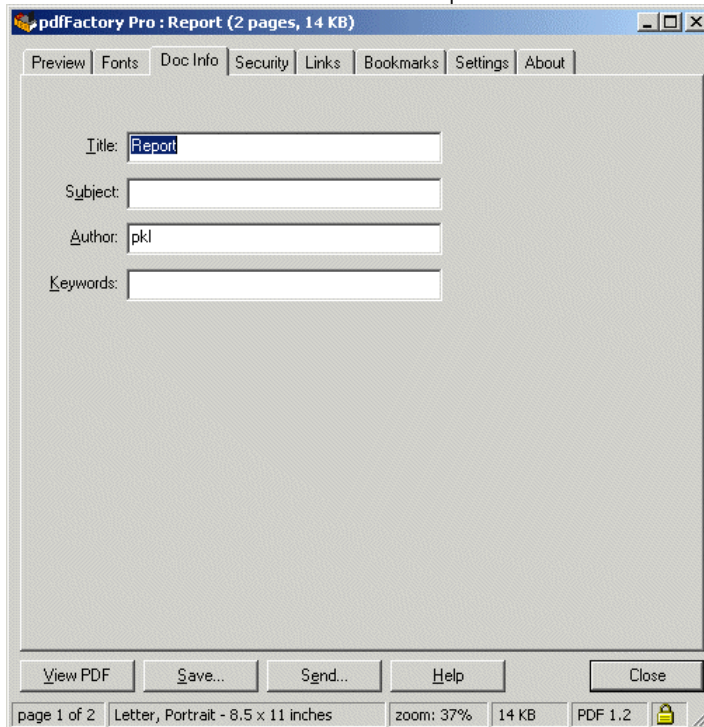 pdfFactory Pro : Report (2 pages, 14 KB)
Preview Fonts Doc Info Security Links Bookmarks Settings About
Title: Report
Subject:
Author: pkl
Keywords:
View PDF Save... Send... Help Close
page 1 of 2 Letter, Portrait - 8.5 x 11 inches zoom: 37% 14 KB PDF 1.2